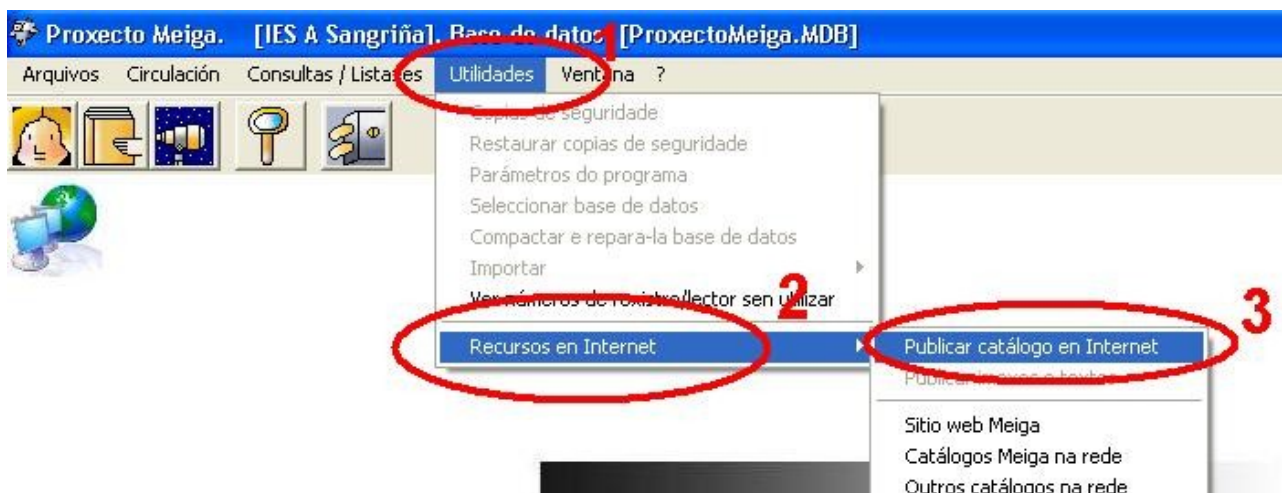 Proxecto Meiga. [IES A Sangriña]. Base de datos [ProxectoMeiga.MDB]
Arquivos Circulación Consultas / Listaxes Utilidades Ventana ?
1
Copias de seguridade
Restaurar copias de seguridade
Parámetros do programa
Seleccionar base de datos
Compactar e repara-la base de datos
Importar
Ver números de rexistro/lector sen utilizar
2
Recursos en Internet
3
Publicar catálogo en Internet
Publicar imaxes e textos
Sitio web Meiga
Catálogos Meiga na rede
Outros catálogos na rede